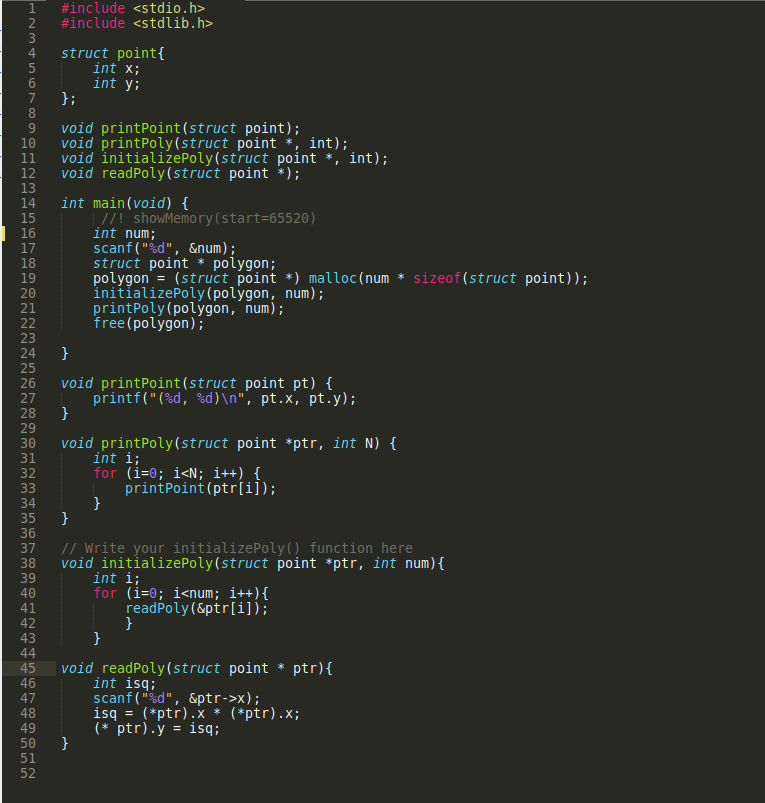 1 #include <stdio.h>
2 #include <stdlib.h>
3
4 struct point{
5     int x;
6     int y;
7 };
8
9 void printPoint(struct point);
10 void printPoly(struct point *, int);
11 void initializePoly(struct point *, int);
12 void readPoly(struct point *);
13
14 int main(void) {
15      //! showMemory(start=65520)
16     int num;
17     scanf("%d", &num);
18     struct point * polygon;
19     polygon = (struct point *) malloc(num * sizeof(struct point));
20     initializePoly(polygon, num);
21     printPoly(polygon, num);
22     free(polygon);
23
24 }
25
26 void printPoint(struct point pt) {
27     printf("(%d, %d)\n", pt.x, pt.y);
28 }
29
30 void printPoly(struct point *ptr, int N) {
31     int i;
32     for (i=0; i<N; i++) {
33         printPoint(ptr[i]);
34     }
35 }
36
37 // Write your initializePoly() function here
38 void initializePoly(struct point *ptr, int num){
39     int i;
40     for (i=0; i<num; i++){
41         readPoly(&ptr[i]);
42         }
43     }
44
45 void readPoly(struct point * ptr){
46     int isq;
47     scanf("%d", &ptr->x);
48     isq = (*ptr).x * (*ptr).x;
49     (* ptr).y = isq;
50 }
51
52